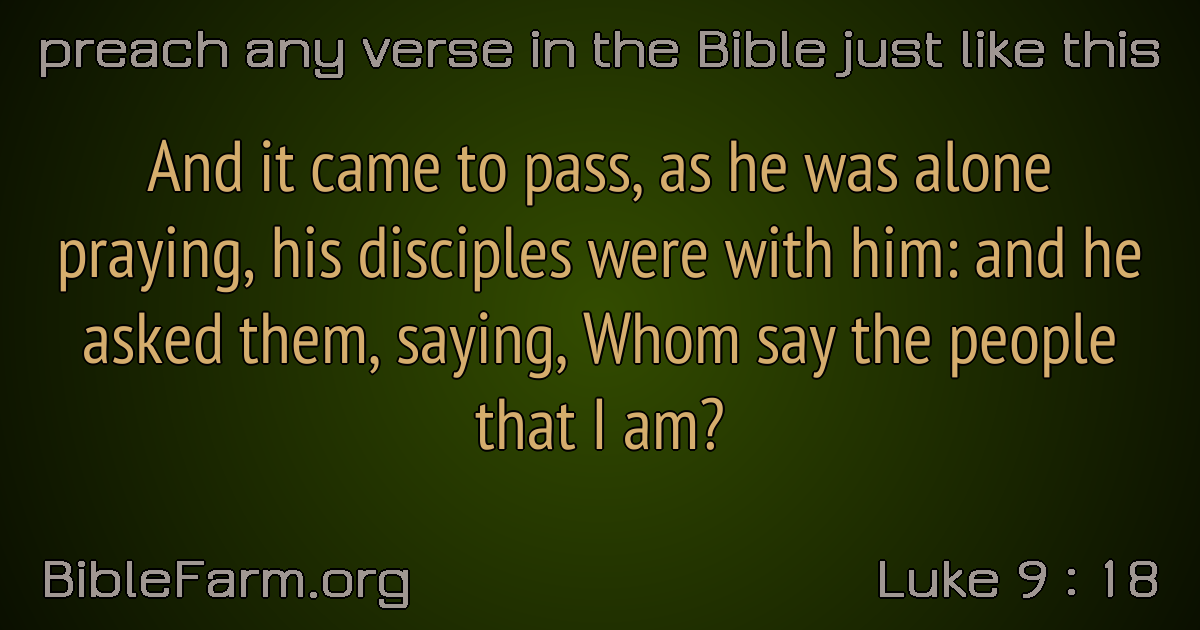 preach any verse in the Bible just like this
And it came to pass, as he was alone
praying, his disciples were with him: and he
asked them, saying, Whom say the people
that I am?
BibleFarm.org
Luke 9 : 18